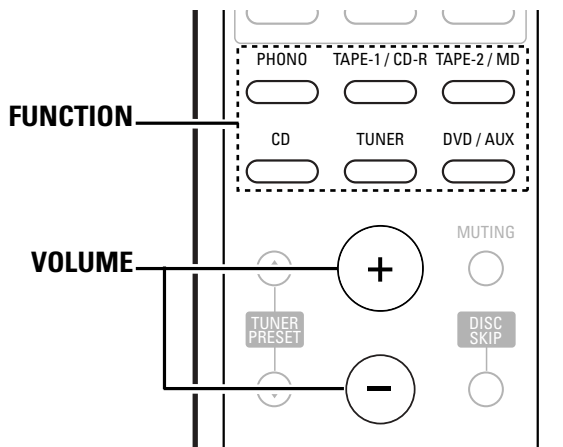 PHONO TAPE-1 / CD-R TAPE-2 / MD
FUNCTION
CD TUNER DVD / AUX
MUTING
VOLUME
+
TUNER
PRESET
DISC
SKIP
−